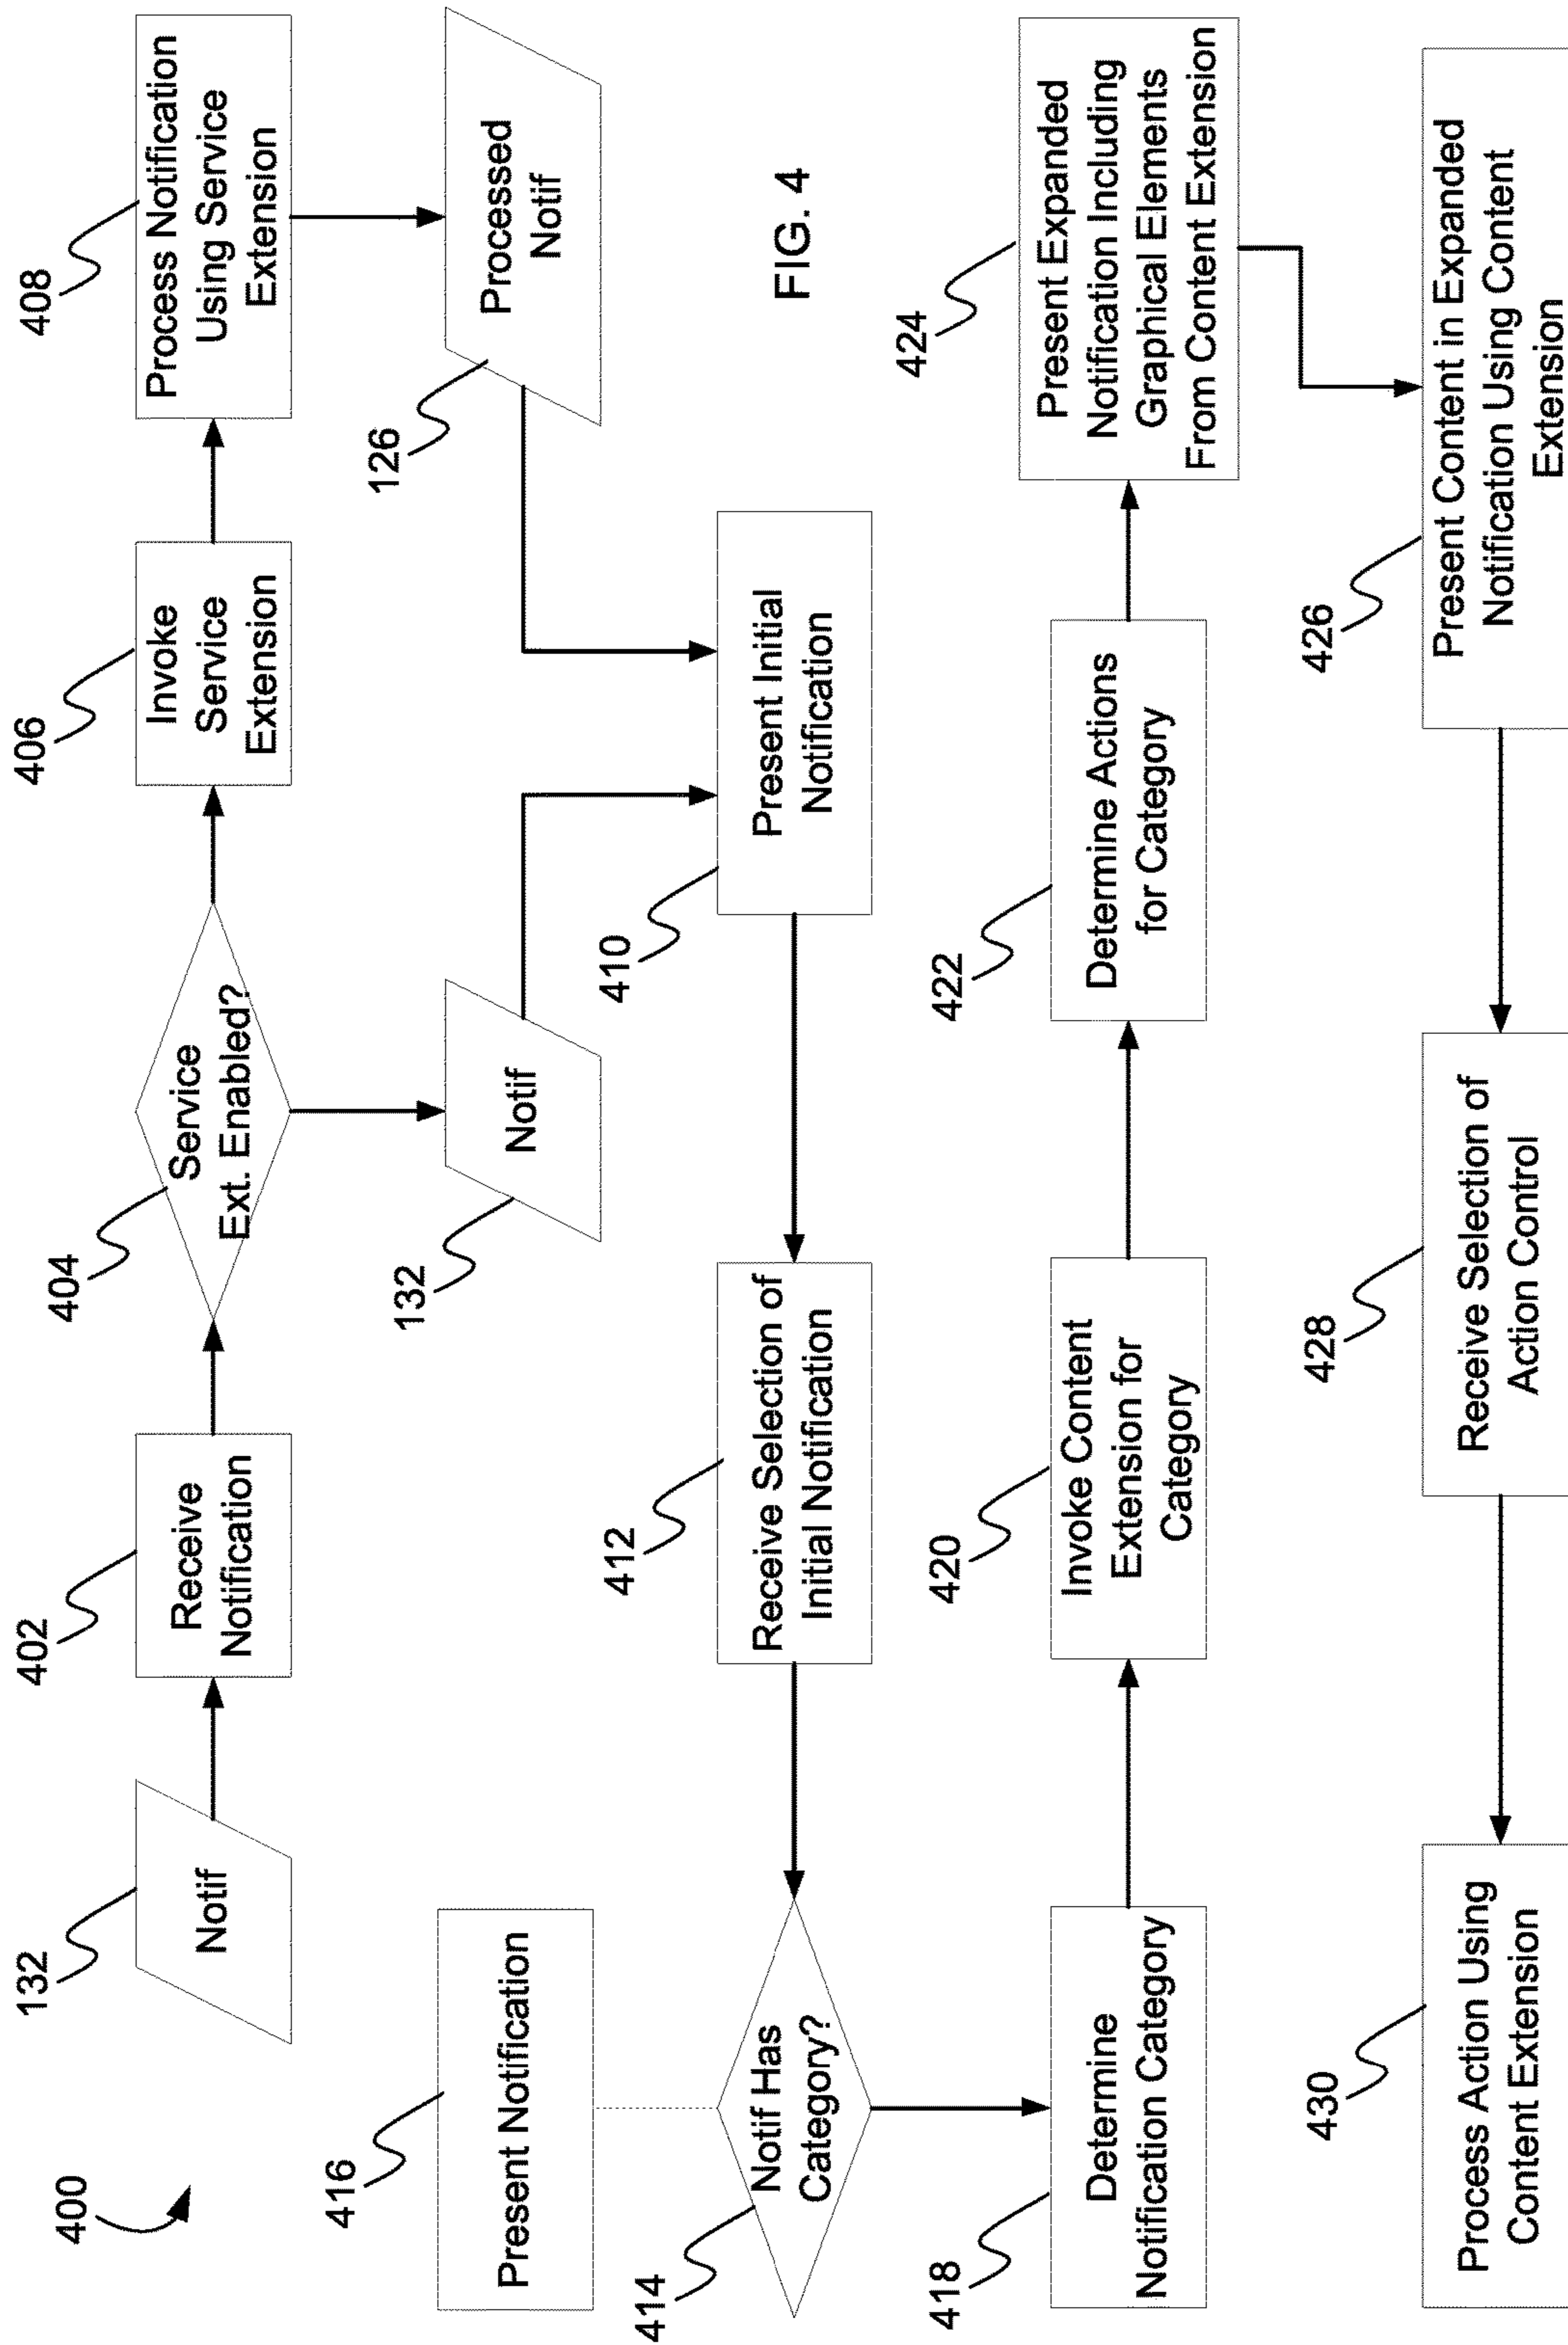 400
132
Notif
402
Receive
Notification
404
Service
Ext. Enabled?
406
Invoke
Service
Extension
408
Process Notification
Using Service
Extension
132
Notif
126
Processed
Notif
416
Present Notification
414
Notif Has
Category?
412
Receive Selection of
Initial Notification
410
Present Initial
Notification
FIG. 4
418
Determine
Notification Category
420
Invoke Content
Extension for
Category
422
Determine Actions
for Category
424
Present Expanded
Notification Including
Graphical Elements
From Content Extension
430
Process Action Using
Content Extension
428
Receive Selection of
Action Control
426
Present Content in Expanded
Notification Using Content
Extension